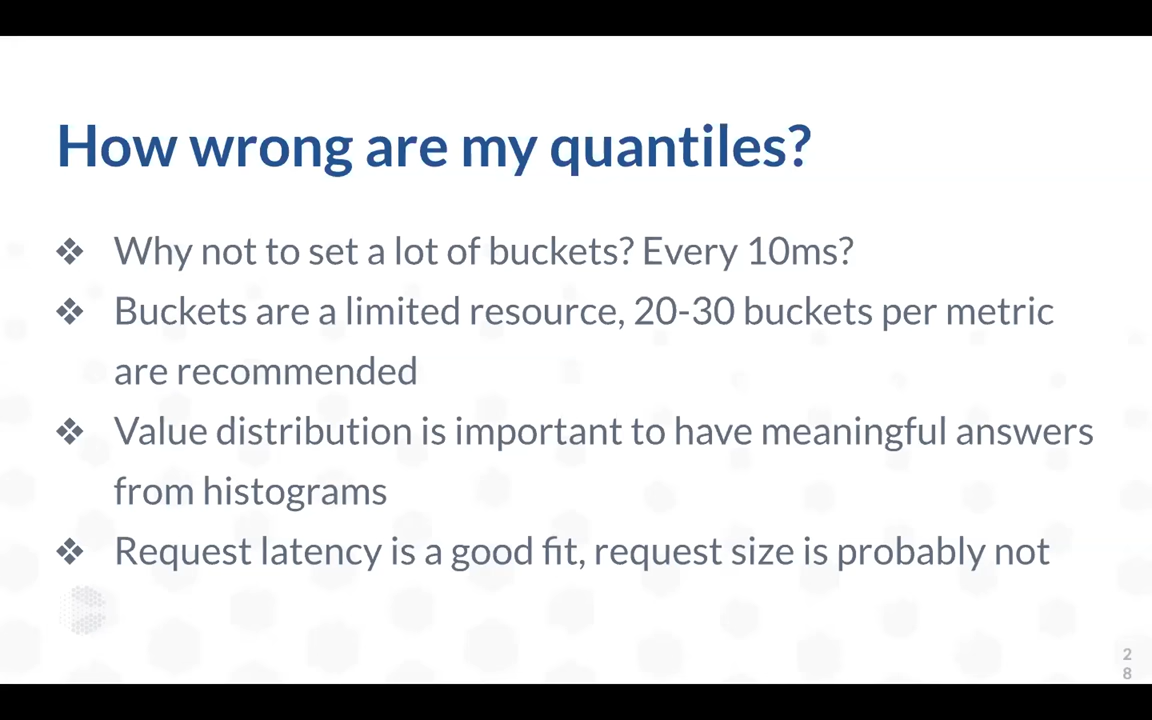 How wrong are my quantiles?
❖ Why not to set a lot of buckets? Every 10ms?
❖ Buckets are a limited resource, 20-30 buckets per metric
are recommended
❖ Value distribution is important to have meaningful answers
from histograms
❖ Request latency is a good fit, request size is probably not
2
8